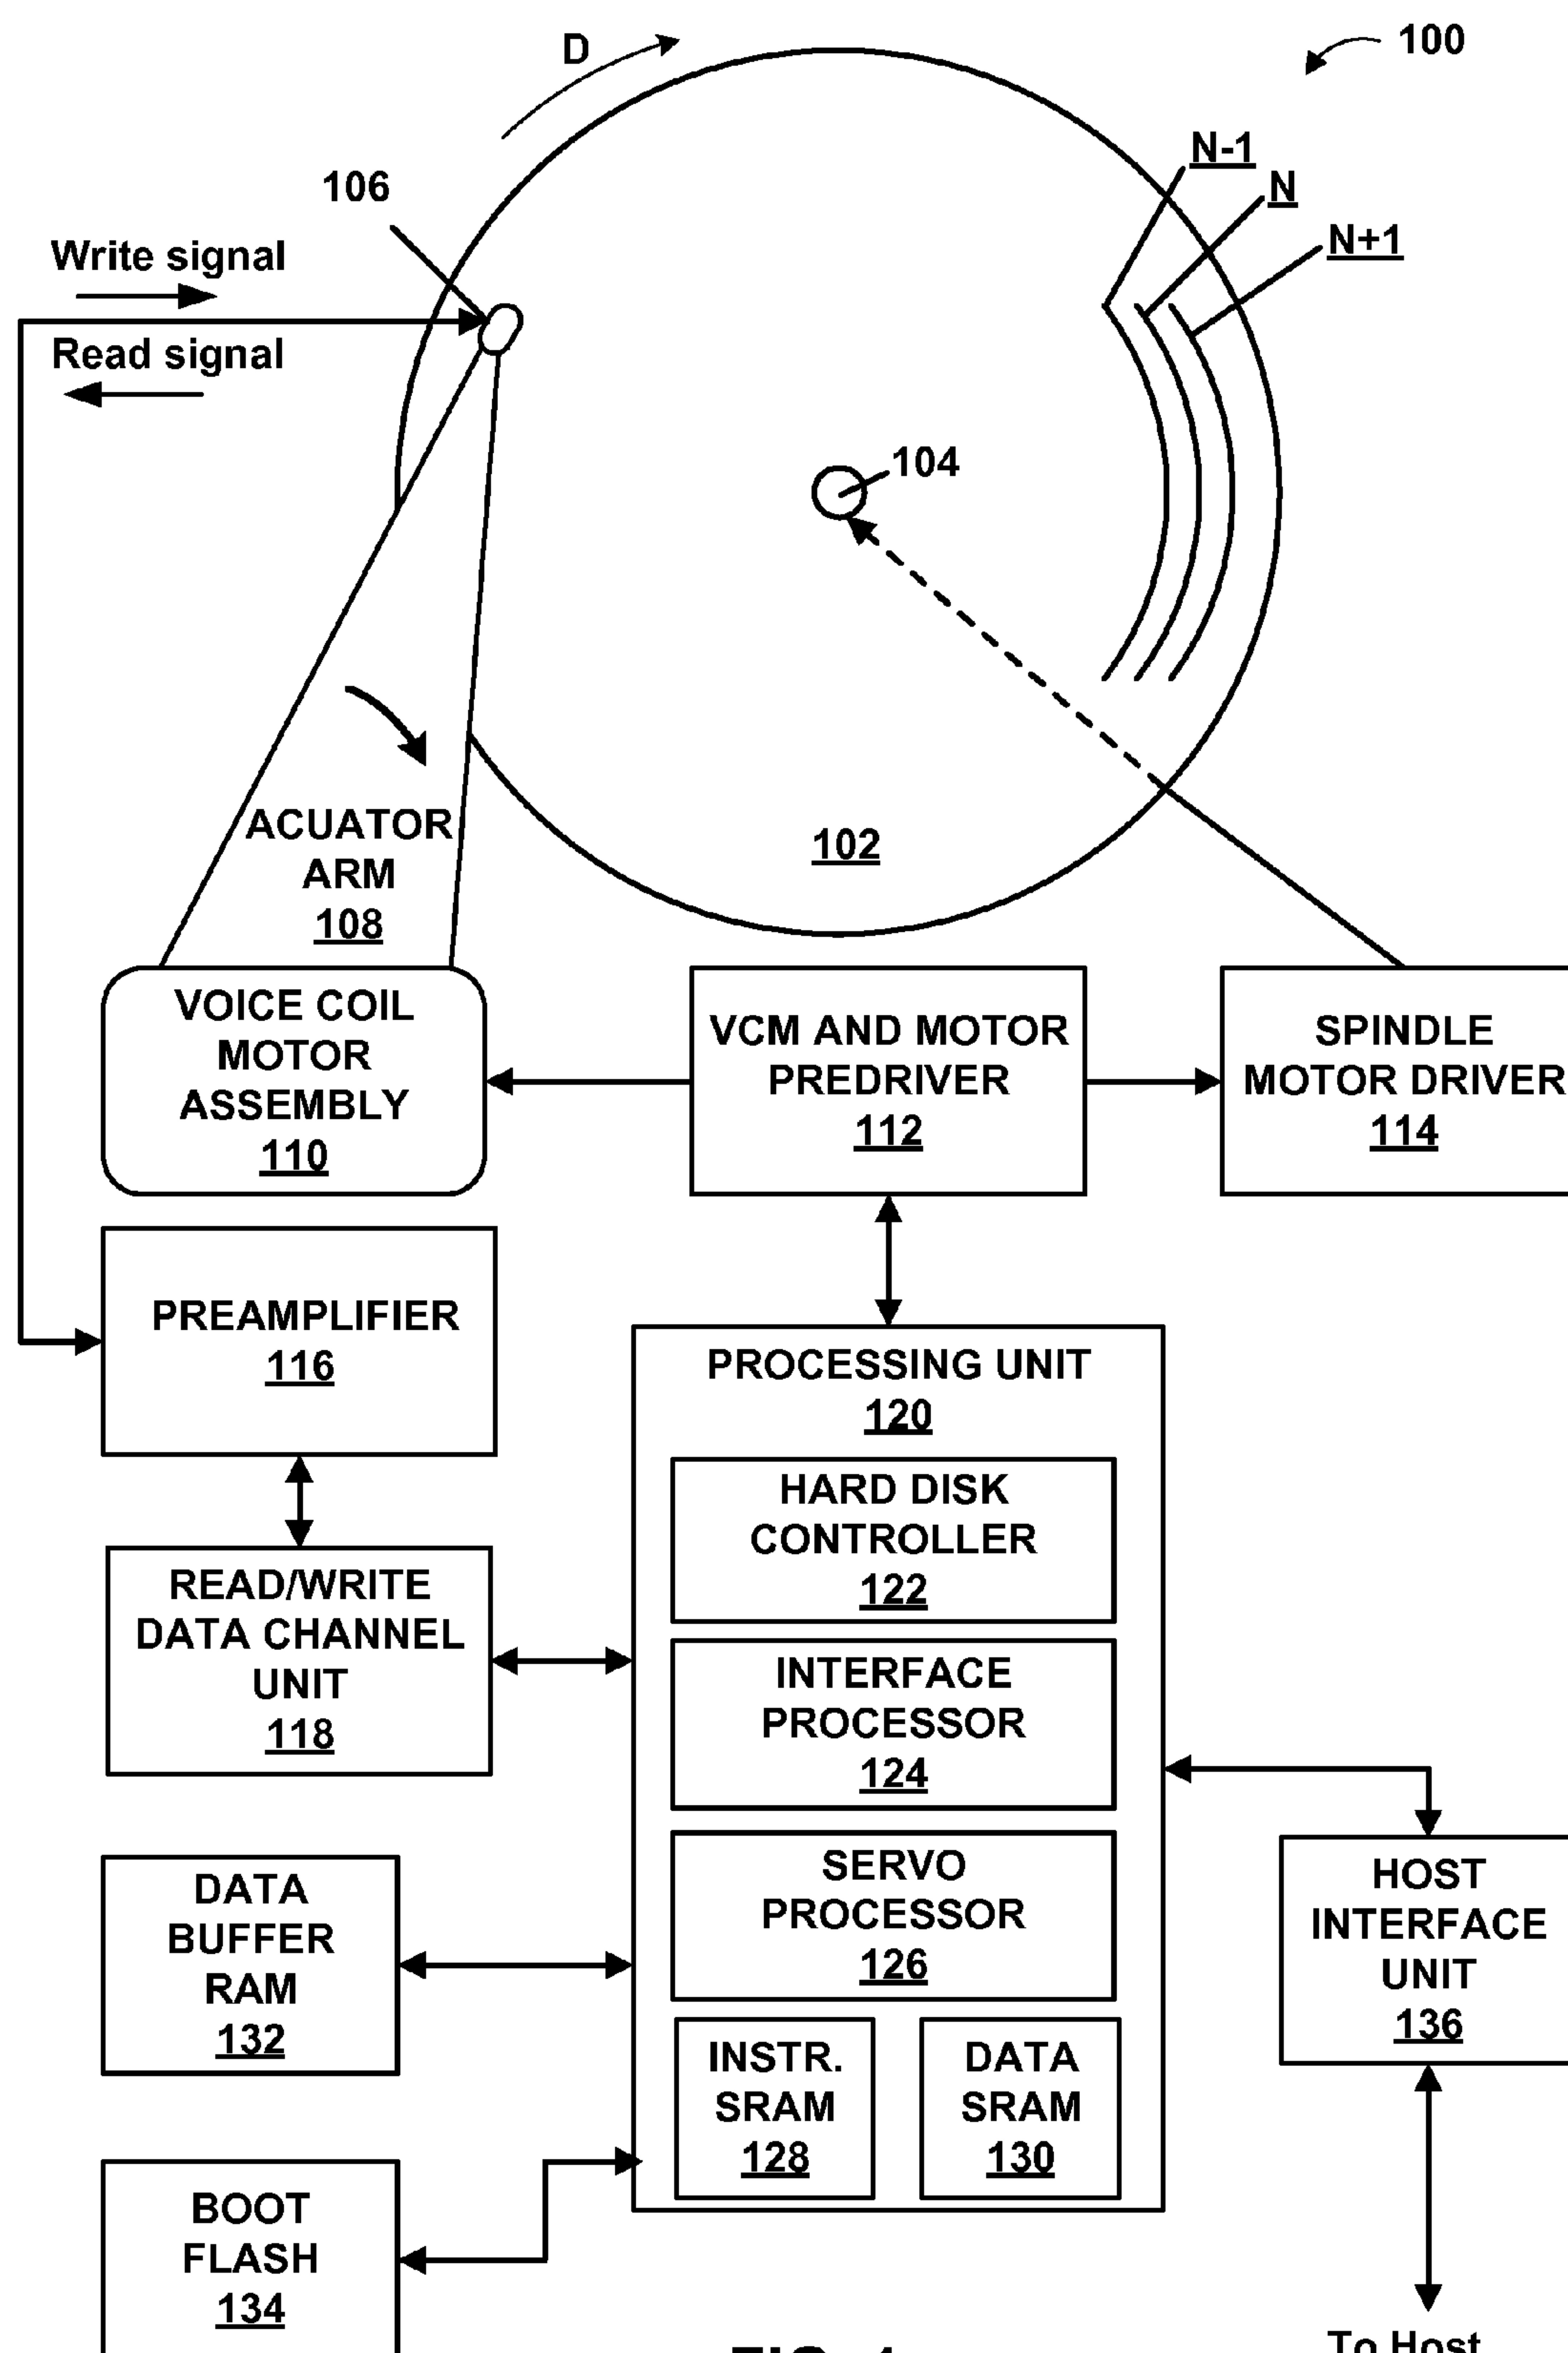 D
100
N-1
N
N+1
106
Write signal
Read signal
104
102
ACUATOR
ARM
108
VOICE COIL
MOTOR
ASSEMBLY
110
VCM AND MOTOR
PREDRIVER
112
SPINDLE
MOTOR DRIVER
114
PREAMPLIFIER
116
PROCESSING UNIT
120
HARD DISK
CONTROLLER
122
READ/WRITE
DATA CHANNEL
UNIT
118
INTERFACE
PROCESSOR
124
SERVO
PROCESSOR
126
DATA
BUFFER
RAM
132
HOST
INTERFACE
UNIT
136
INSTR.
SRAM
128
DATA
SRAM
130
BOOT
FLASH
134
To Host